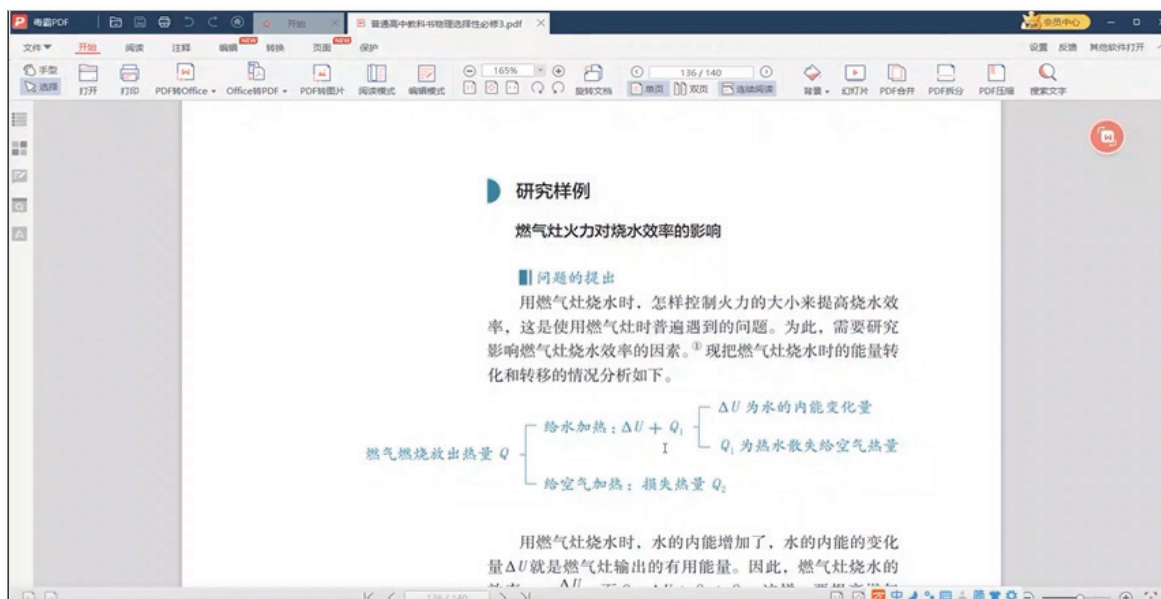 粤霸PDF
开始
普通高中教科书物理选择性必修3.pdf
会员中心
文件 开始 阅读 注释 编辑 NEW 转换 页面 NEW 保护
设置 反馈 其他软件打开
手型
选择
打开
打印
PDF转Office
Office转PDF
PDF转图片
阅读模式
编辑模式
165%
旋转文档
136 / 140
单页 双页 连续阅读
背景
幻灯片
PDF合并
PDF拆分
PDF压缩
搜索文字
研究样例
燃气灶火力对烧水效率的影响
问题的提出
用燃气灶烧水时,怎样控制火力的大小来提高烧水效
率,这是使用燃气灶时普遍遇到的问题。为此,需要研究
影响燃气灶烧水效率的因素。①现把燃气灶烧水时的能量转
化和转移的情况分析如下。
ΔU 为水的内能变化量
给水加热:ΔU + Q₁
Q₁ 为热水散失给空气热量
燃气燃烧放出热量 Q
给空气加热:损失热量 Q₂
用燃气灶烧水时,水的内能增加了,水的内能的变化
量ΔU就是燃气灶输出的有用能量。因此,燃气灶烧水的
ΔU
136 / 140
中
简